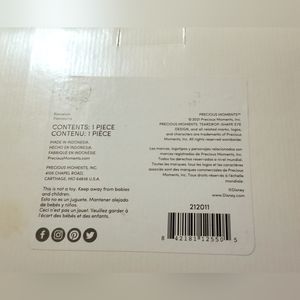 Porcelain
CONTENTS: 1 PIECE
CONTENU: 1 PIÈCE
MADE IN INDONESIA
HECHO EN INDONESIA
FABRIQUÉ EN INDONÉSIE
PreciousMoments.com
PRECIOUS MOMENTS, INC.
4105 CHAPEL ROAD,
CARTHAGE, MO 64836 U.S.A.
This is not a toy. Keep away from babies
and children.
Esto no es un juguete. Mantener alejado
de bebés y niños.
Ceci n'est pas un jouet. Veuillez garder à
l'écart des bébés et des enfants.
PRECIOUS MOMENTS™
© 2021 Precious Moments, Inc.
PRECIOUS MOMENTS, TEARDROP-SHAPE EYE
DESIGN, and all related marks, logos,
and characters are trademarks of
Precious Moments, Inc.
All rights reserved worldwide.
Las marcas, logotipos y personajes relacionados son
marcas registradas de Precious Moments, Inc.
Todos los derechos reservados a nivel mundial.
Toutes les marques, tous les logos et tous les
caractères connexes sont des marques de
Precious Moments, Inc. Tous droits réservés à l'échelle
mondiale.
©Disney
www.Disney.com
212011
8 42181 12550 5